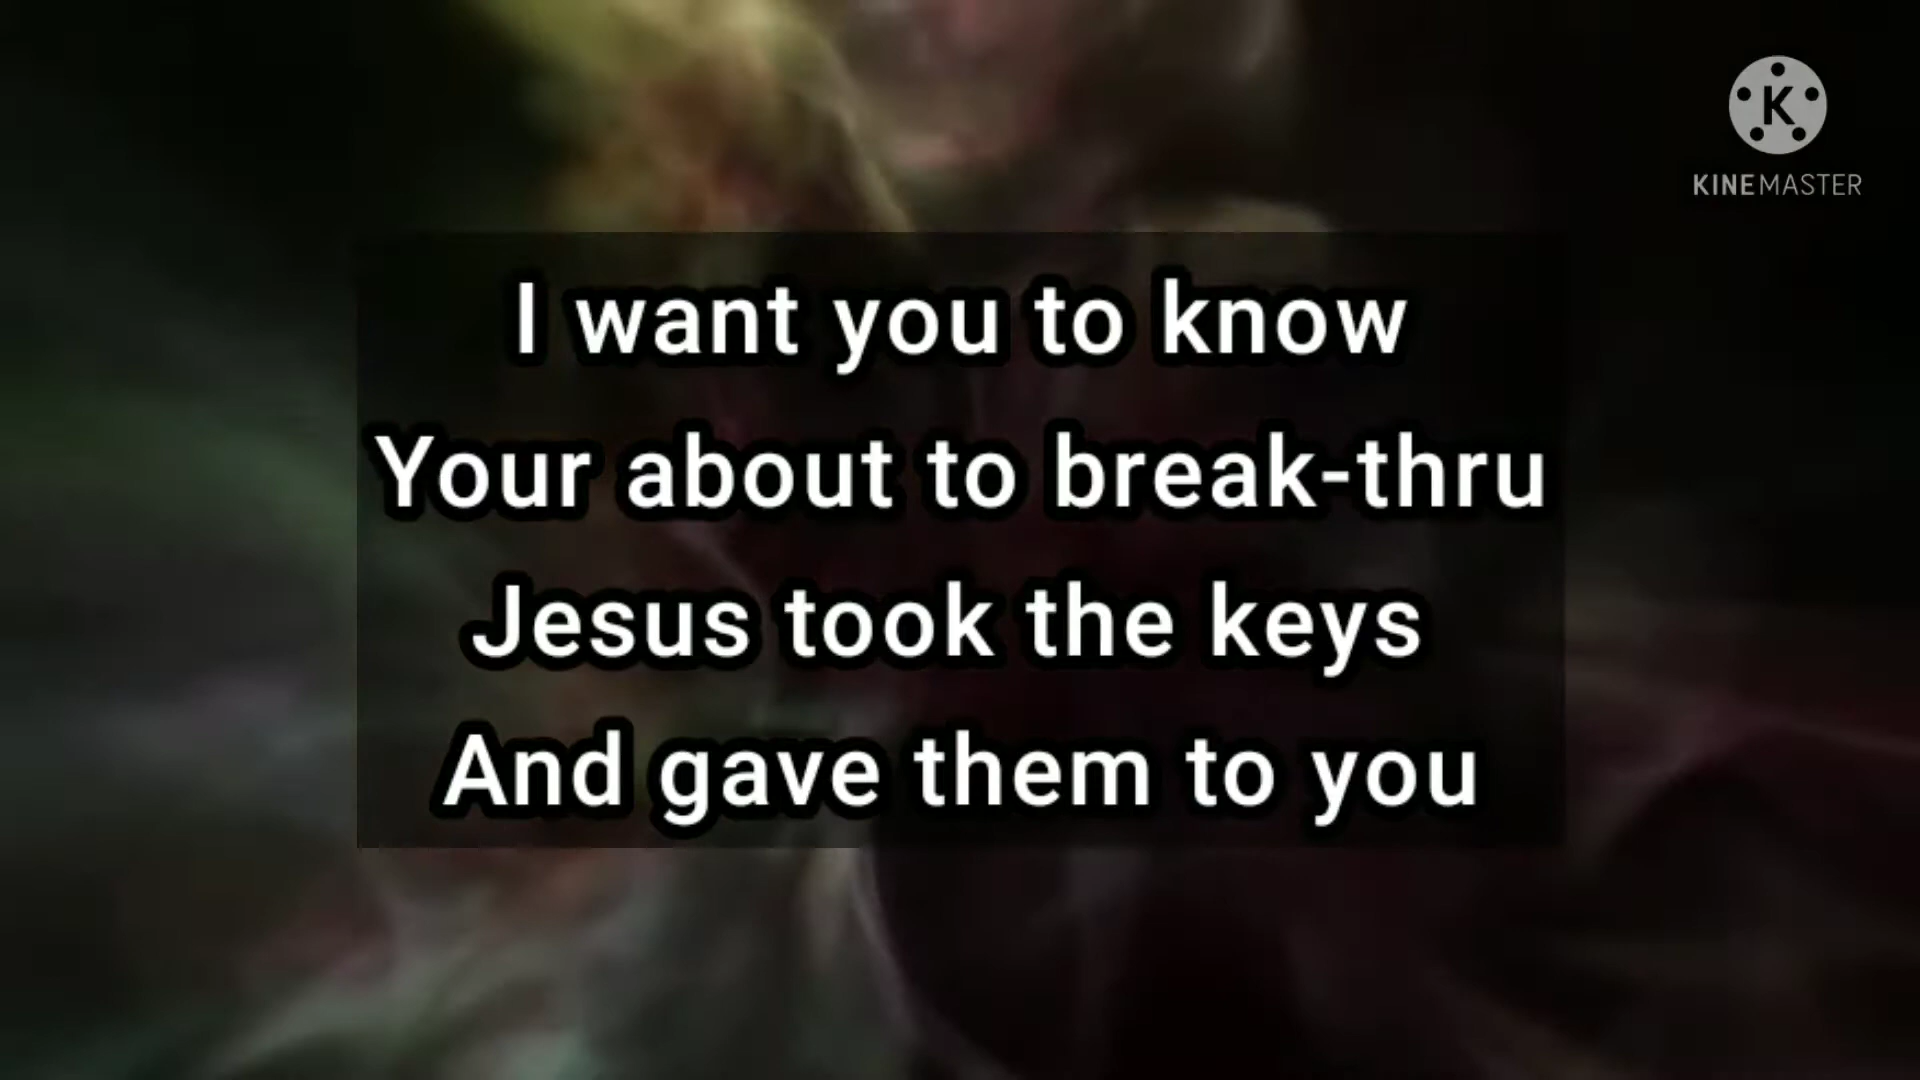 K
KINEMASTER
I want you to know
Your about to break-thru
Jesus took the keys
And gave them to you